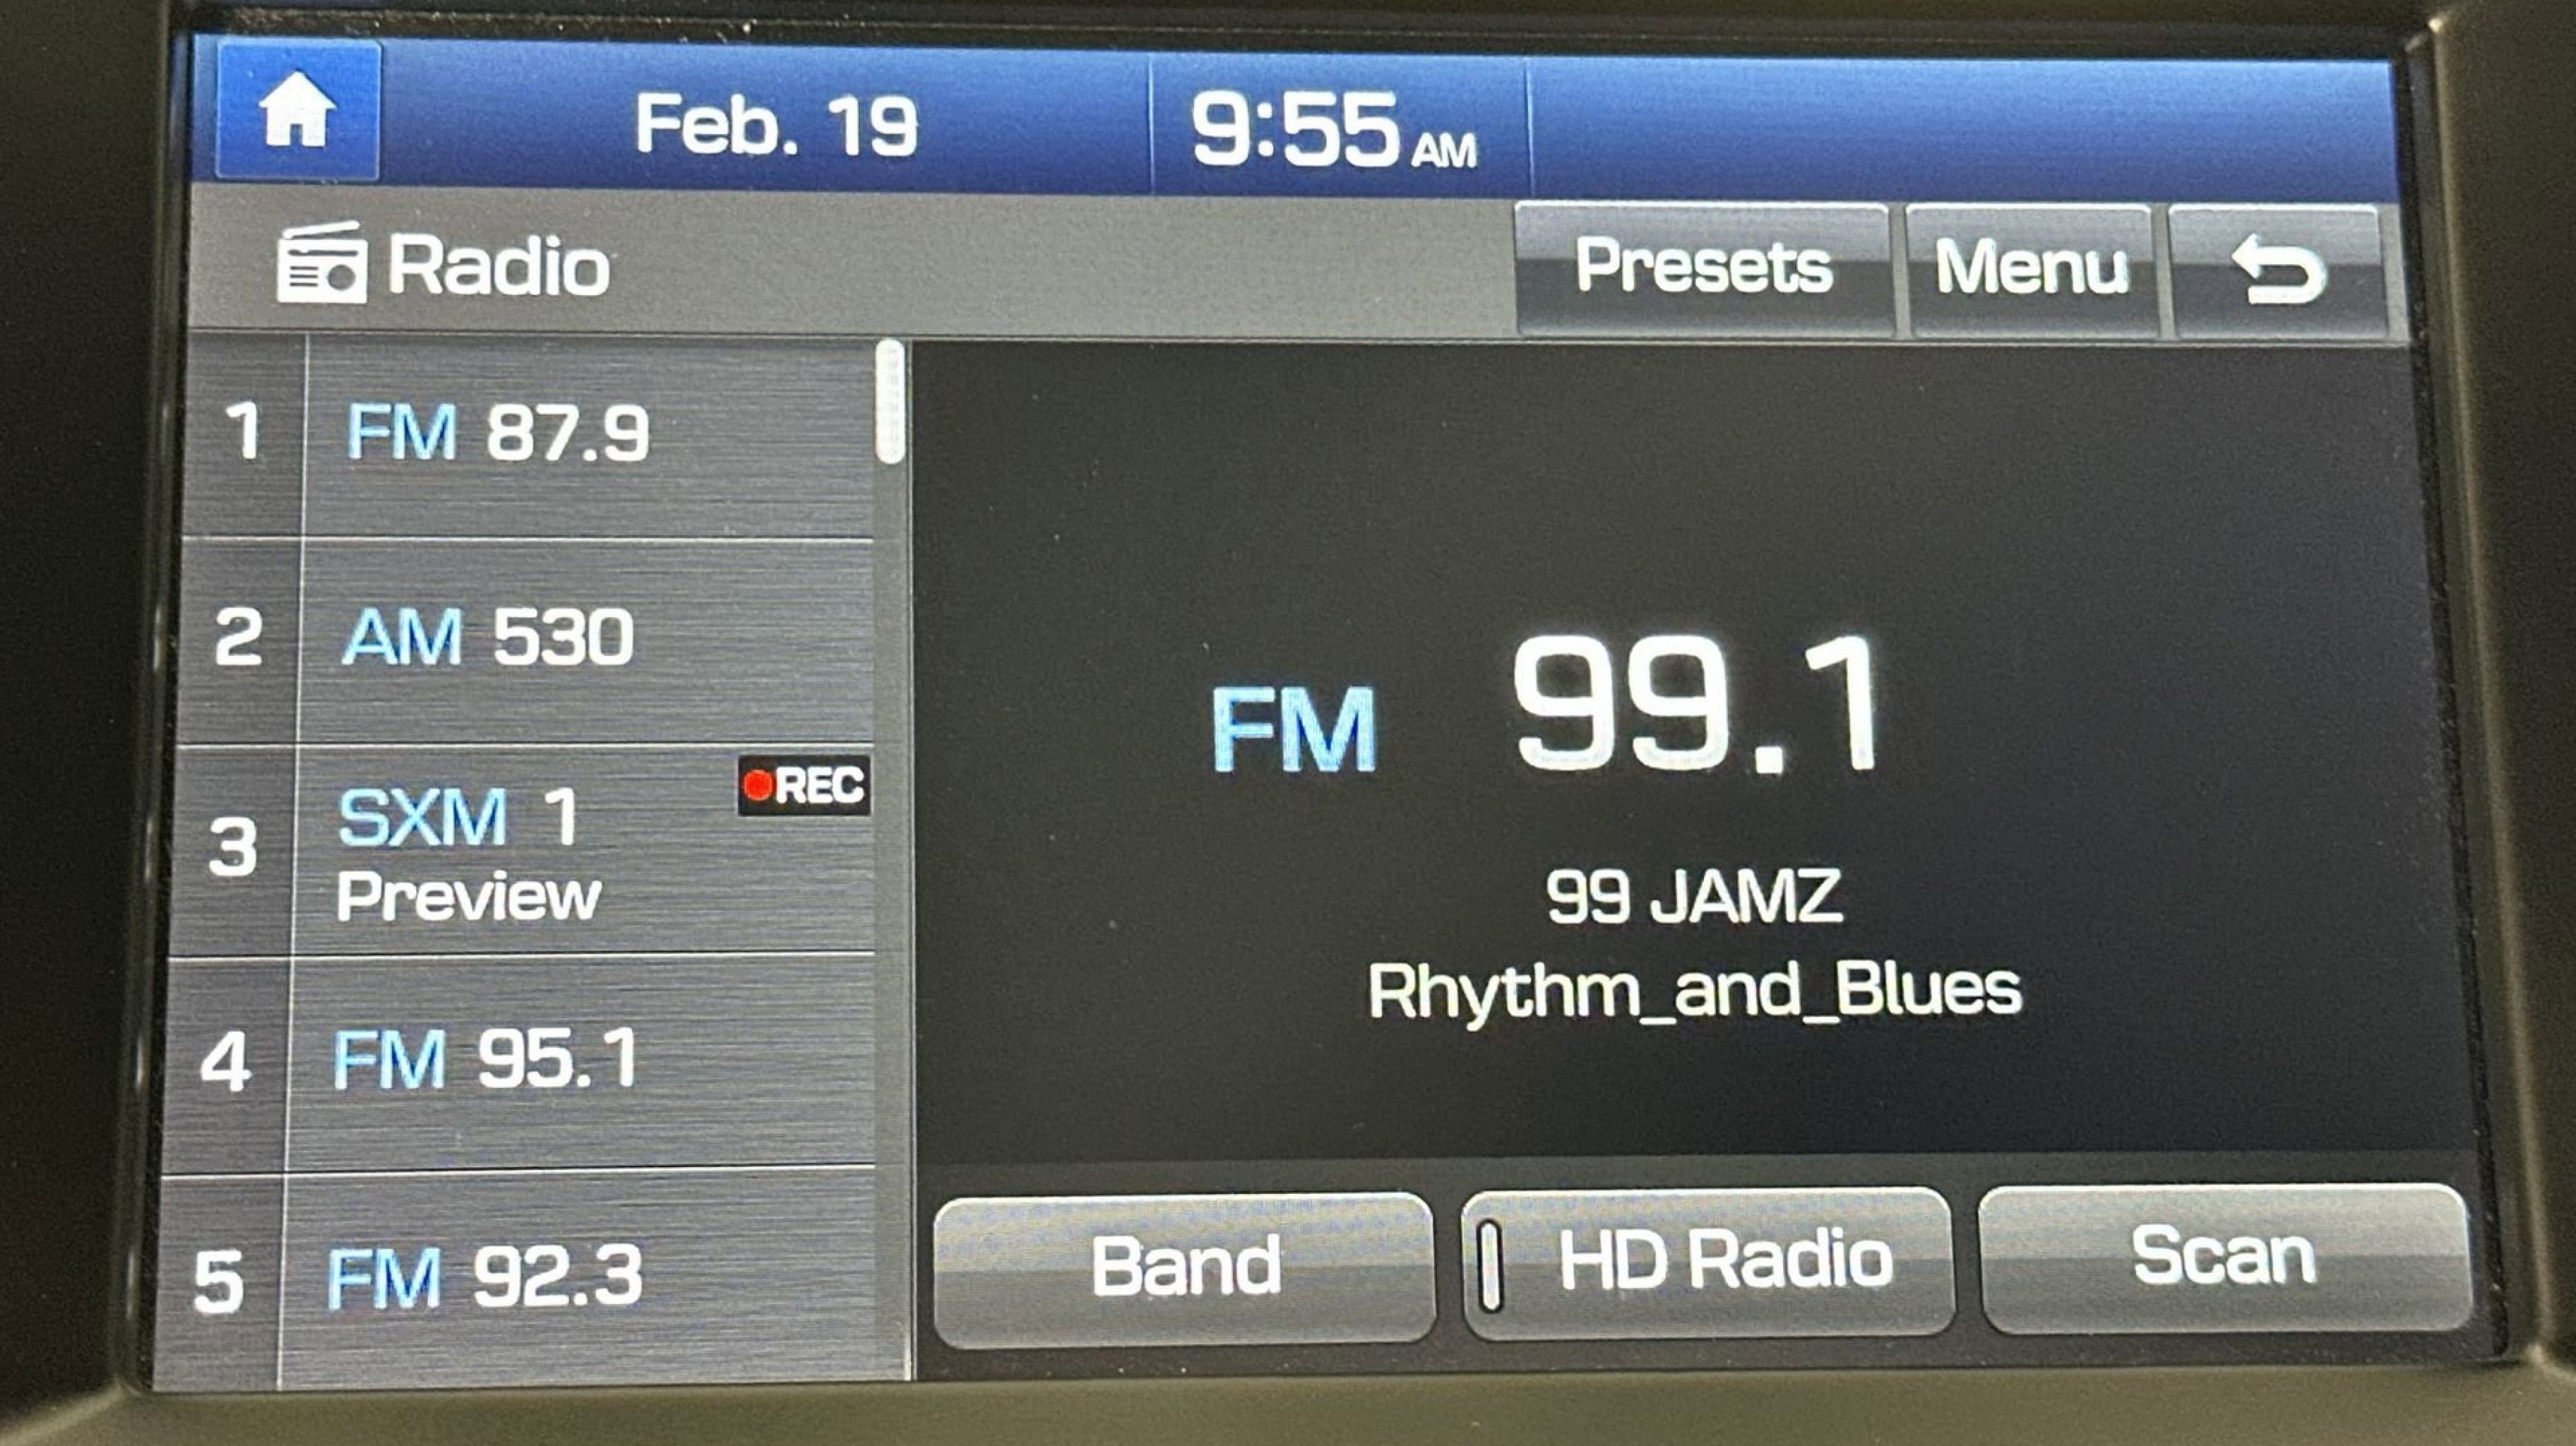 Feb. 19
9:55 AM
Radio
Presets
Menu
1 FM 87.9
2 AM 530
3 SXM 1
REC
Preview
4 FM 95.1
5 FM 92.3
FM 99.1
99 JAMZ
Rhythm_and_Blues
Band
HD Radio
Scan